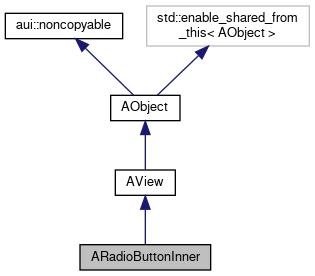 aui::noncopyable
std::enable_shared_from
_this< AObject >
AObject
AView
ARadioButtonInner